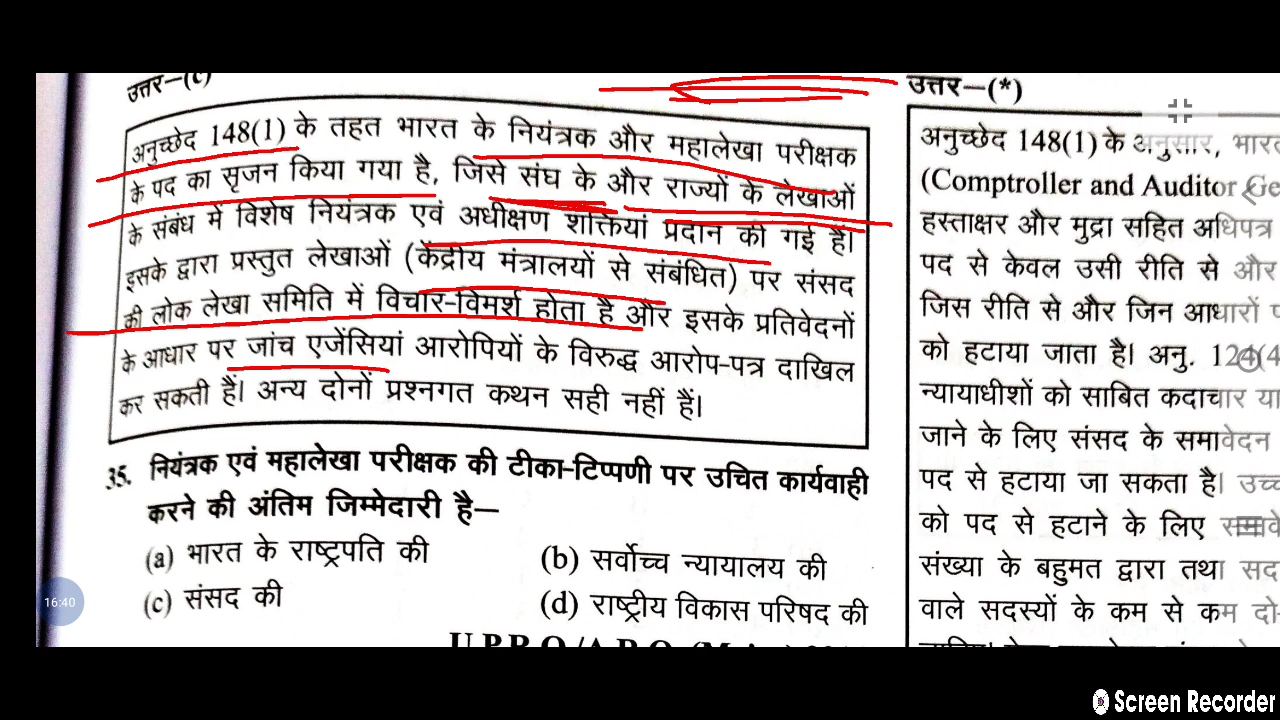 उत्तर–(c)
अनुच्छेद 148(1) के तहत भारत के नियंत्रक और महालेखा परीक्षक
के पद का सृजन किया गया है, जिसे संघ के और राज्यों के लेखाओं
के संबंध में विशेष नियंत्रक एवं अधीक्षण शक्तियां प्रदान की गई हैं।
इसके द्वारा प्रस्तुत लेखाओं (केंद्रीय मंत्रालयों से संबंधित) पर संसद
की लोक लेखा समिति में विचार-विमर्श होता है और इसके प्रतिवेदनों
के आधार पर जांच एजेंसियां आरोपियों के विरुद्ध आरोप-पत्र दाखिल
कर सकती हैं। अन्य दोनों प्रश्नगत कथन सही नहीं हैं।
35. नियंत्रक एवं महालेखा परीक्षक की टीका-टिप्पणी पर उचित कार्यवाही
करने की अंतिम जिम्मेदारी है–
(a) भारत के राष्ट्रपति की (b) सर्वोच्च न्यायालय की
(c) संसद की (d) राष्ट्रीय विकास परिषद की
उत्तर–(*)
अनुच्छेद 148(1) के अनुसार, भारत
(Comptroller and Auditor Ge
हस्ताक्षर और मुद्रा सहित अधिपत्र
पद से केवल उसी रीति से और
जिस रीति से और जिन आधारों प
को हटाया जाता है। अनु. 124(4
न्यायाधीशों को साबित कदाचार या
जाने के लिए संसद के समावेदन
पद से हटाया जा सकता है। उच्च
को पद से हटाने के लिए समावे
संख्या के बहुमत द्वारा तथा सद
वाले सदस्यों के कम से कम दो-
16:40
Screen Recorder